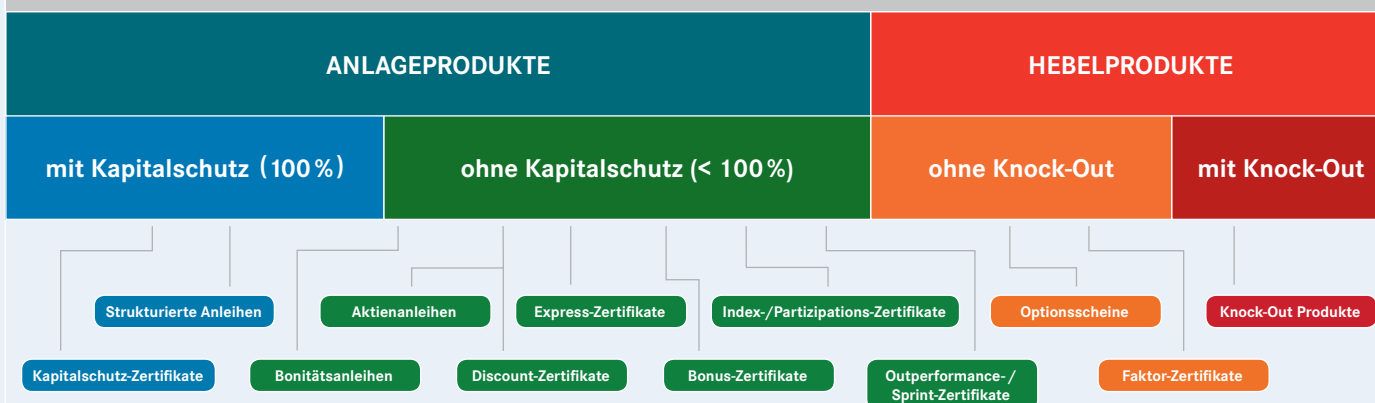 ANLAGEPRODUKTE
HEBELPRODUKTE
mit Kapitalschutz (100 %)
ohne Kapitalschutz (< 100 %)
ohne Knock-Out
mit Knock-Out
Strukturierte Anleihen
Aktienanleihen
Express-Zertifikate
Index-/Partizipations-Zertifikate
Optionsscheine
Knock-Out Produkte
Kapitalschutz-Zertifikate
Bonitätsanleihen
Discount-Zertifikate
Bonus-Zertifikate
Outperformance-/
Sprint-Zertifikate
Faktor-Zertifikate